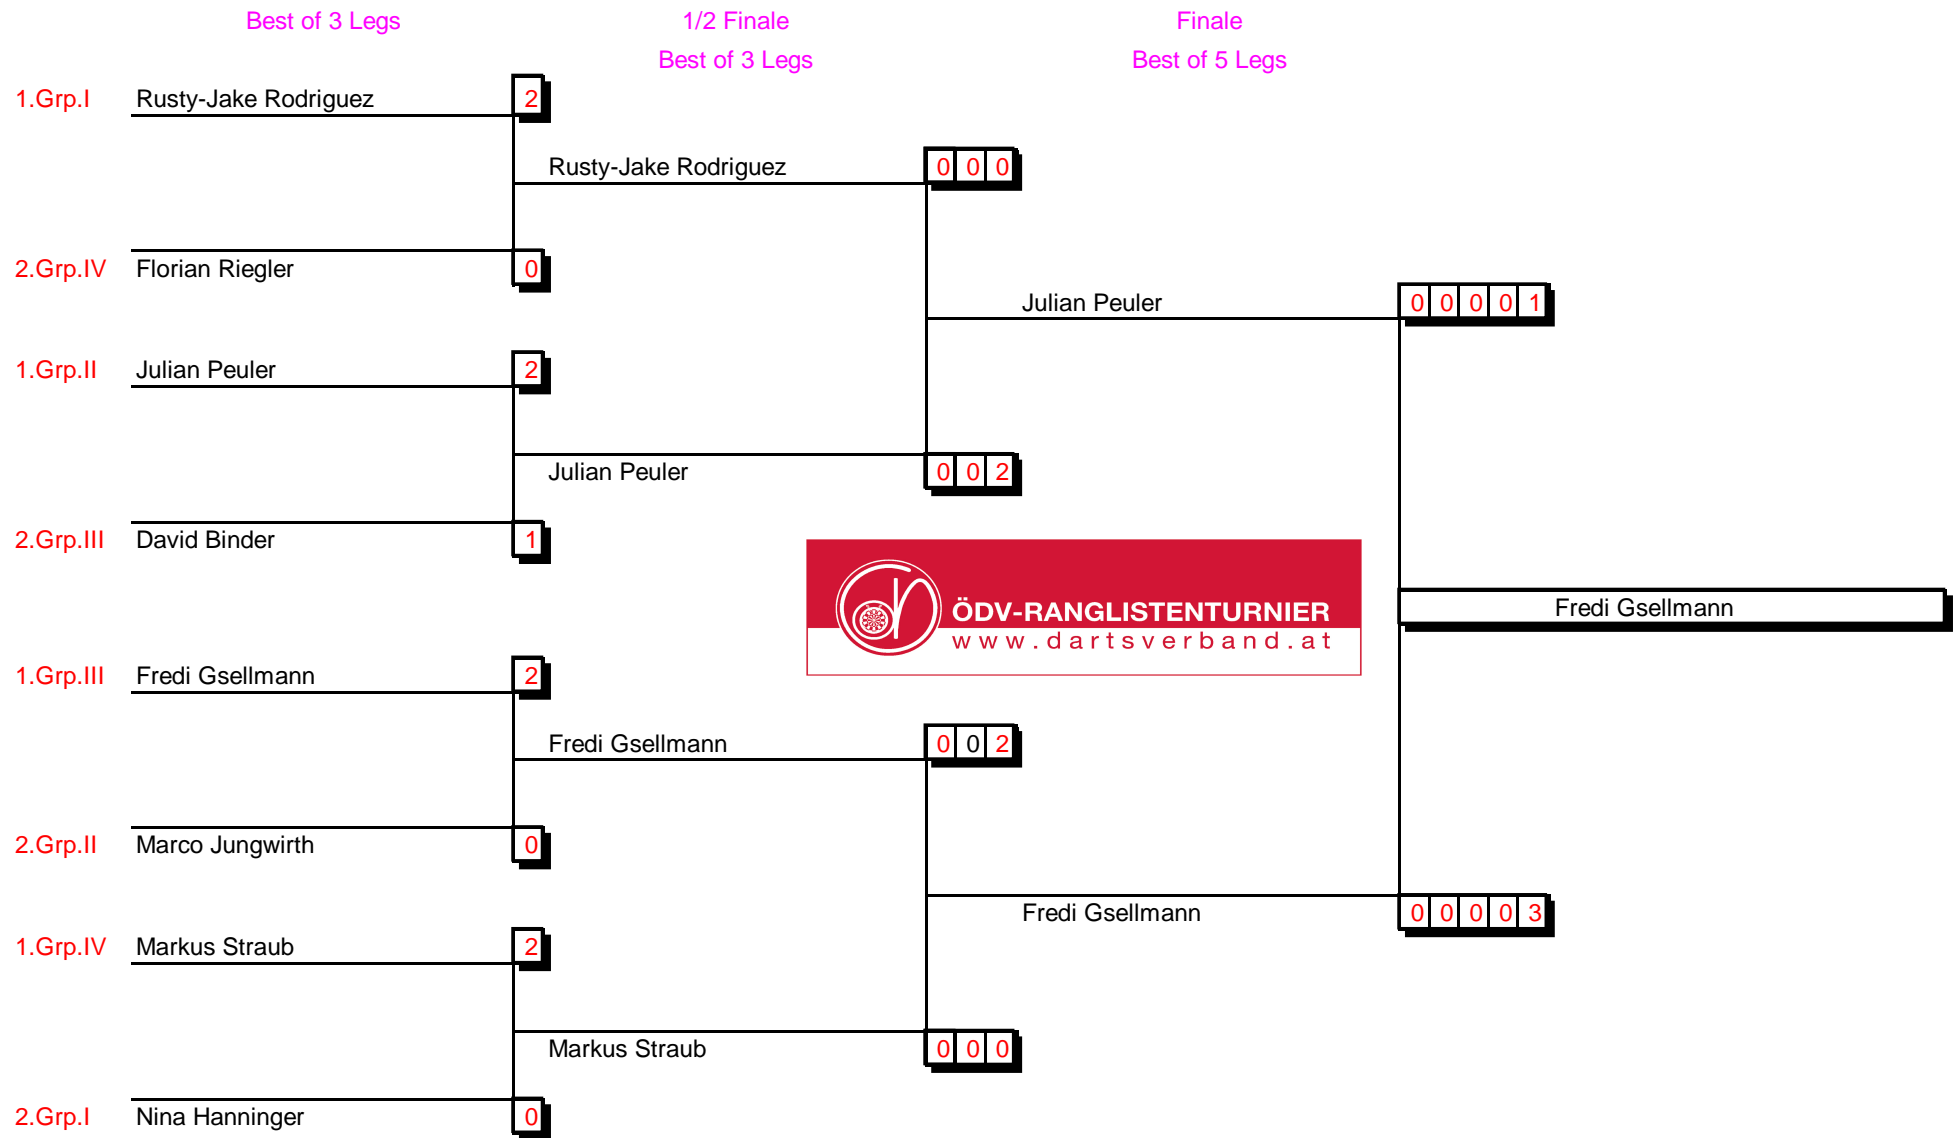 Best of 3 Legs 1/2 Finale Finale
Best of 3 Legs Best of 5 Legs
1.Grp.I Rusty-Jake Rodriguez 2
Rusty-Jake Rodriguez 0 0 0
2.Grp.IV Florian Riegler 0
Julian Peuler 0 0 0 0 1
1.Grp.II Julian Peuler 2
Julian Peuler 0 0 2
2.Grp.III David Binder 1
ÖDV-RANGLISTENTURNIER
www.dartsverband.at
Fredi Gsellmann
1.Grp.III Fredi Gsellmann 2
Fredi Gsellmann 0 0 2
2.Grp.II Marco Jungwirth 0
Fredi Gsellmann 0 0 0 0 3
1.Grp.IV Markus Straub 2
Markus Straub 0 0 0
2.Grp.I Nina Hanninger 0